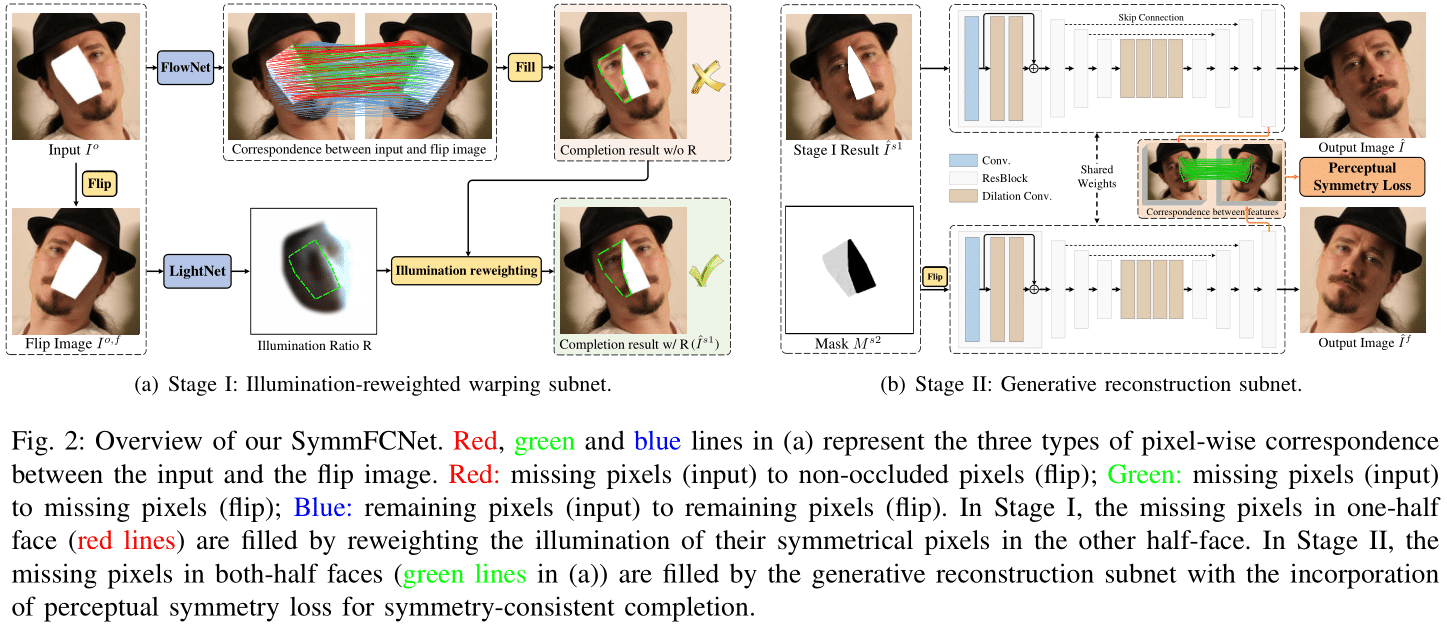 FlowNet
Fill
Input I^o
Correspondence between input and flip image
Completion result w/o R
Flip
LightNet
Illumination reweighting
Flip Image I^{o,f}
Illumination Ratio R
Completion result w/ R (Î^{s1})
(a) Stage I: Illumination-reweighted warping subnet.
Skip Connection
Stage I Result Î^{s1}
Output Image Î
Conv.
ResBlock
Dilation Conv.
Shared
Weights
Correspondence between features
Perceptual
Symmetry Loss
Flip
Mask M^{s2}
Output Image Î^f
(b) Stage II: Generative reconstruction subnet.
Fig. 2: Overview of our SymmFCNet. Red, green and blue lines in (a) represent the three types of pixel-wise correspondence
between the input and the flip image. Red: missing pixels (input) to non-occluded pixels (flip); Green: missing pixels (input)
to missing pixels (flip); Blue: remaining pixels (input) to remaining pixels (flip). In Stage I, the missing pixels in one-half
face (red lines) are filled by reweighting the illumination of their symmetrical pixels in the other half-face. In Stage II, the
missing pixels in both-half faces (green lines in (a)) are filled by the generative reconstruction subnet with the incorporation
of perceptual symmetry loss for symmetry-consistent completion.